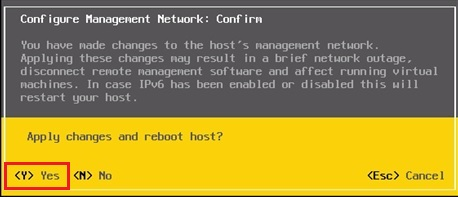 Configure Management Network: Confirm
You have made changes to the host's management network.
Applying these changes may result in a brief network outage,
disconnect remote management software and affect running virtual
machines. In case IPv6 has been enabled or disabled this will
restart your host.
Apply changes and reboot host?
<Y> Yes <N> No <Esc> Cancel